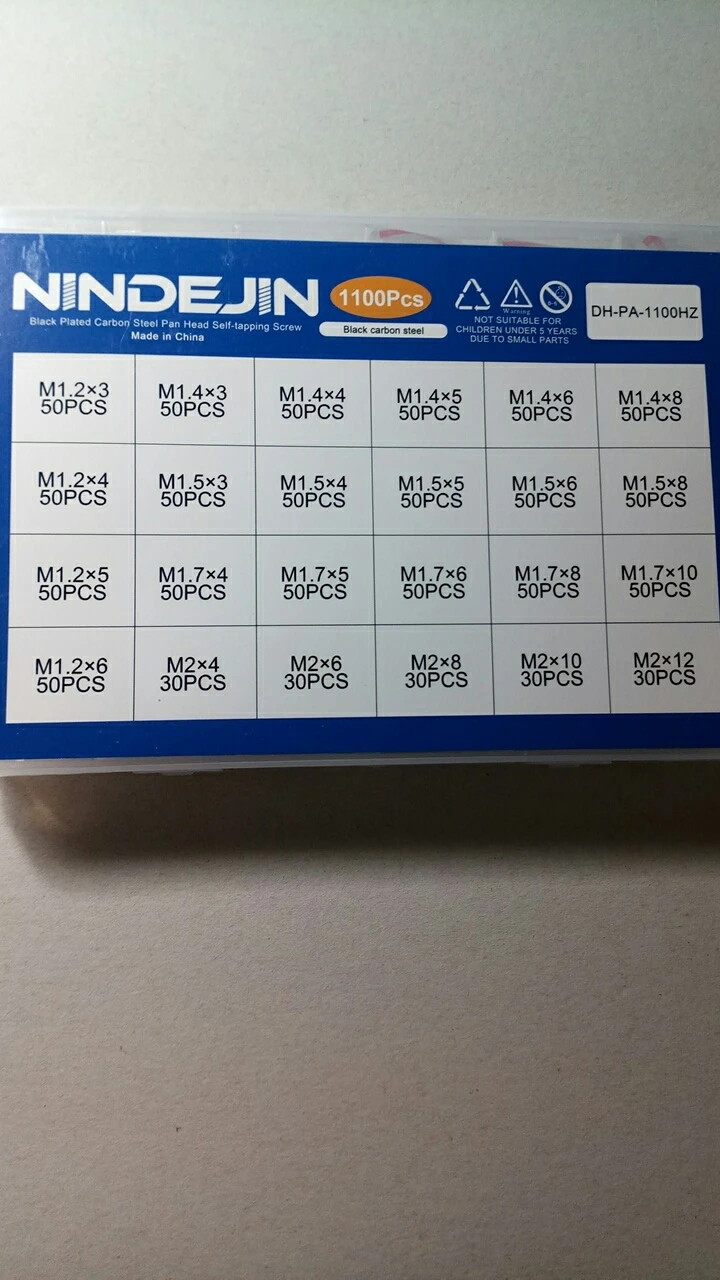 NINDEJIN
1100Pcs
Black Plated Carbon Steel Pan Head Self-tapping Screw
Made in China
Black carbon steel
Warning
0-5
NOT SUITABLE FOR
CHILDREN UNDER 5 YEARS
DUE TO SMALL PARTS
DH-PA-1100HZ
M1.2×3 M1.4×3 M1.4×4 M1.4×5 M1.4×6 M1.4×8
50PCS 50PCS 50PCS 50PCS 50PCS 50PCS
M1.2×4 M1.5×3 M1.5×4 M1.5×5 M1.5×6 M1.5×8
50PCS 50PCS 50PCS 50PCS 50PCS 50PCS
M1.2×5 M1.7×4 M1.7×5 M1.7×6 M1.7×8 M1.7×10
50PCS 50PCS 50PCS 50PCS 50PCS 50PCS
M1.2×6 M2×4 M2×6 M2×8 M2×10 M2×12
50PCS 30PCS 30PCS 30PCS 30PCS 30PCS